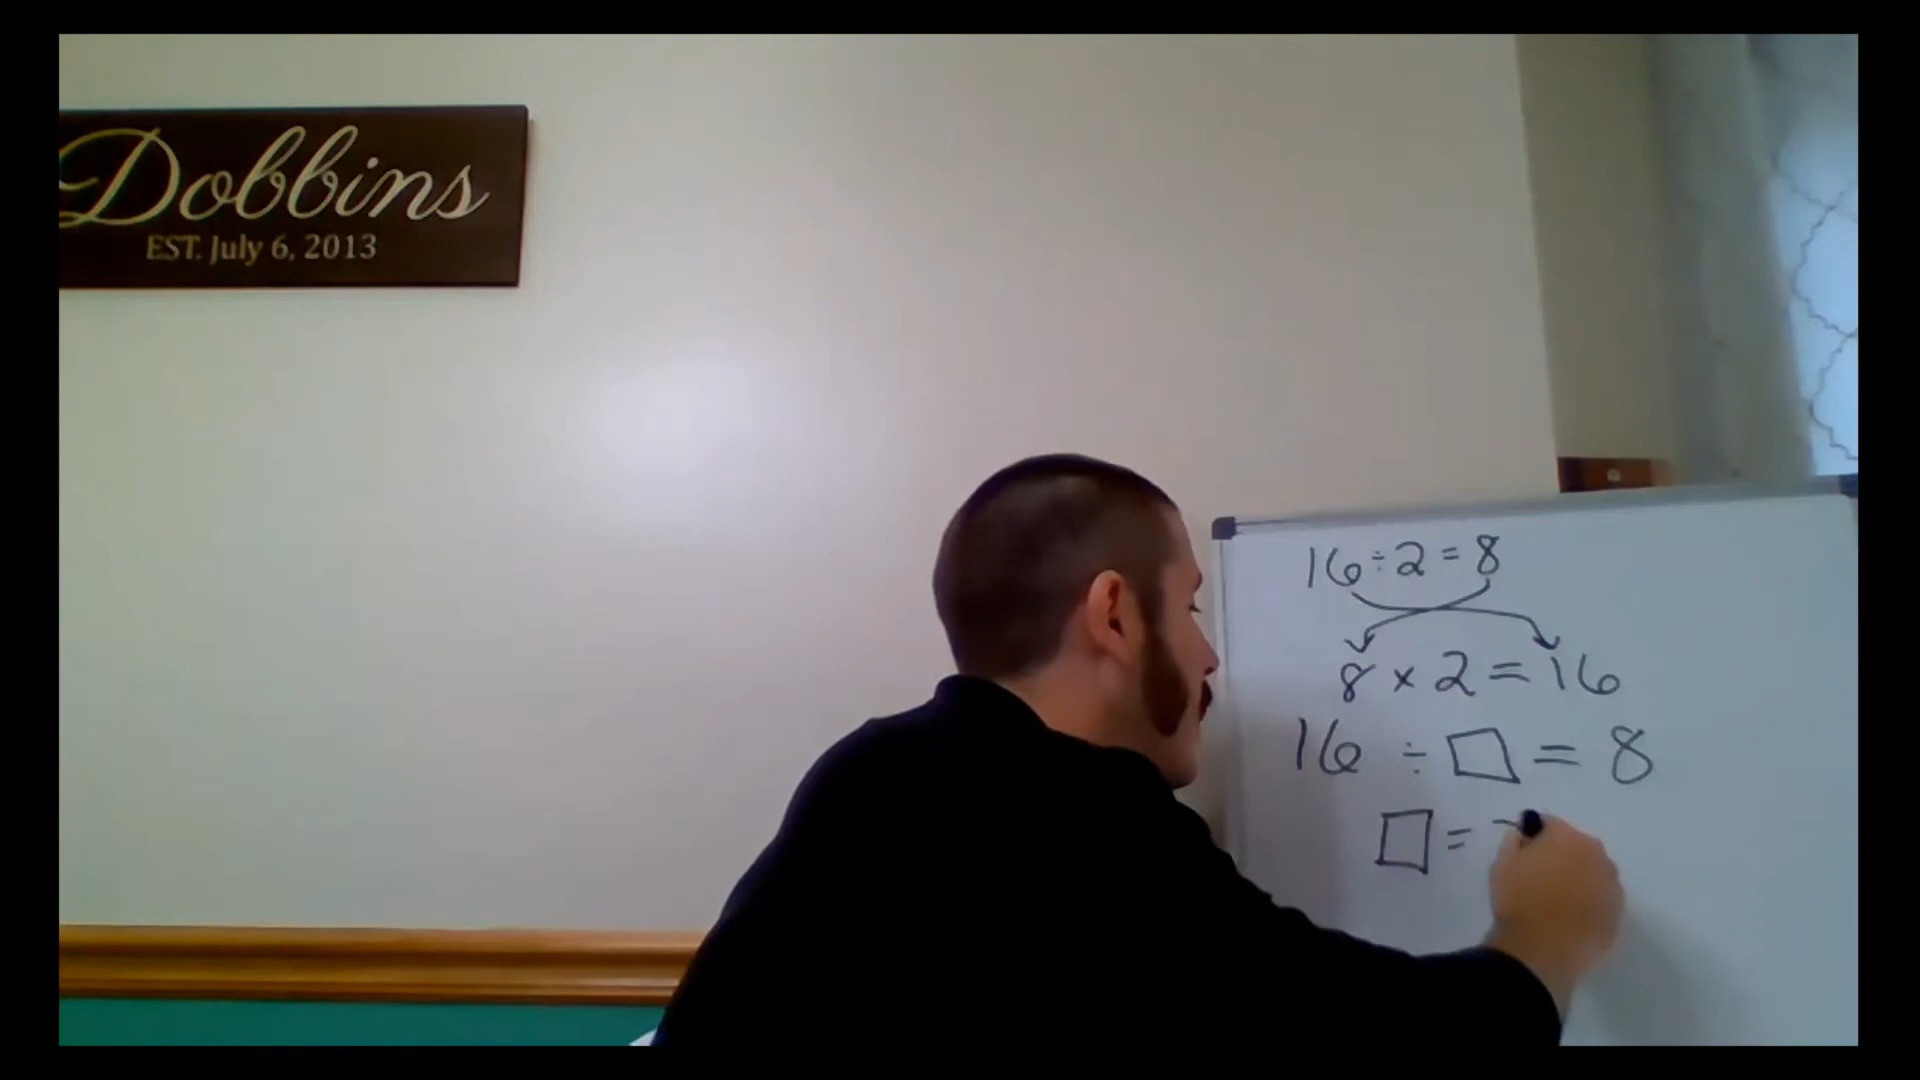 Dobbins
EST. July 6, 2013
16 ÷ 2 = 8
8 × 2 = 16
16 ÷ □ = 8
□ =